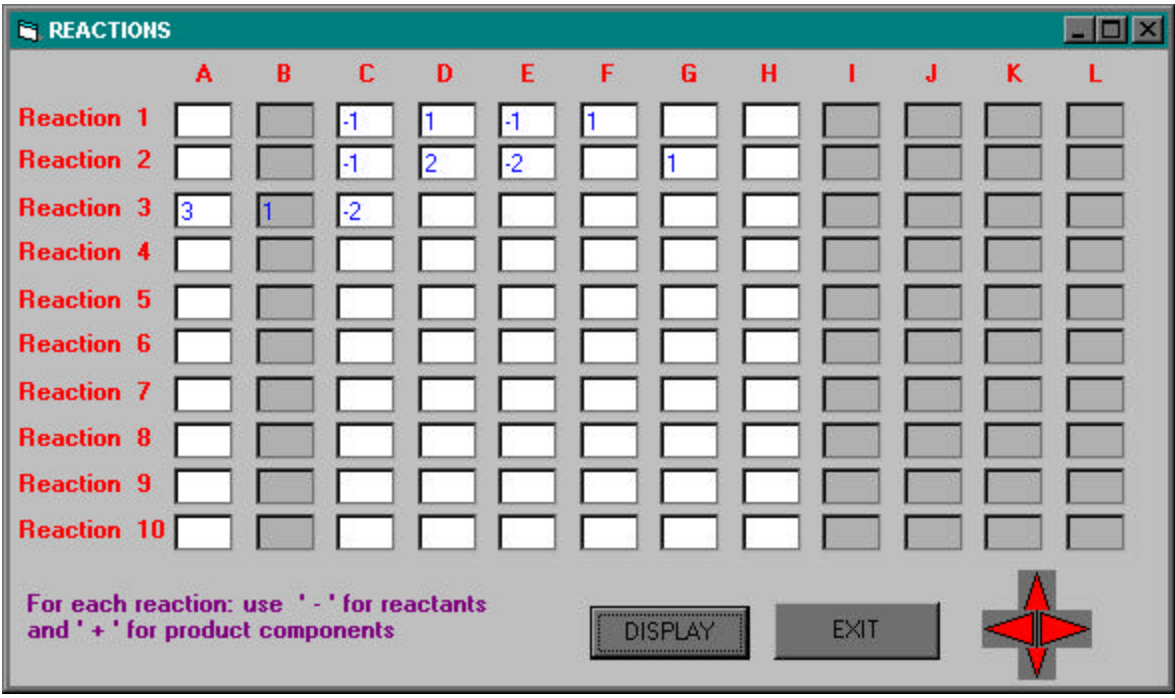 REACTIONS
A B C D E F G H I J K L
Reaction 1 -1 1 -1 1
Reaction 2 -1 2 -2 1
Reaction 3 3 1 -2
Reaction 4
Reaction 5
Reaction 6
Reaction 7
Reaction 8
Reaction 9
Reaction 10
For each reaction: use ' - ' for reactants
and ' + ' for product components
DISPLAY EXIT